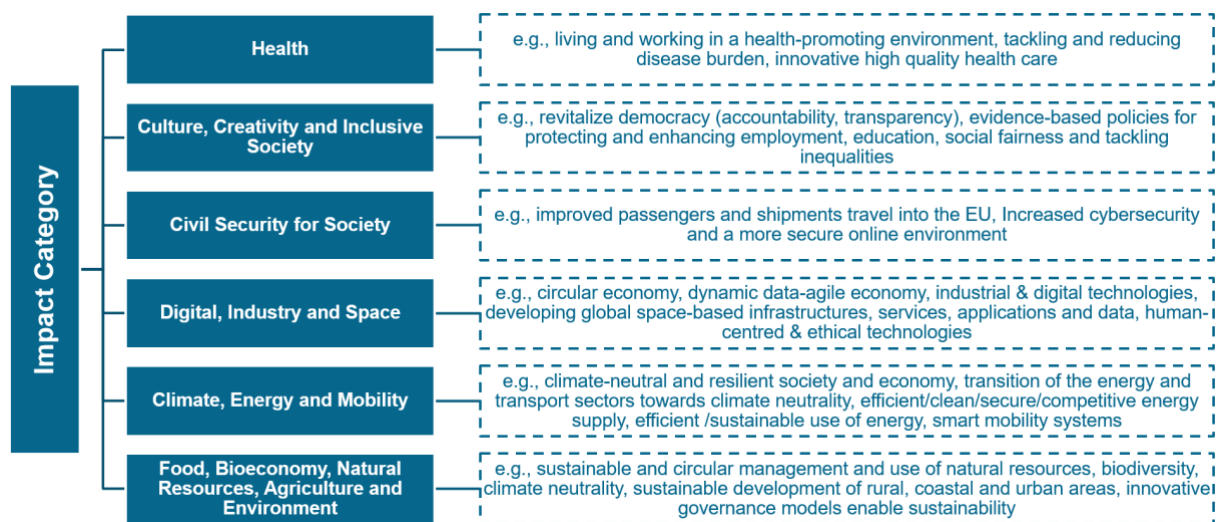 Impact Category
Health
e.g., living and working in a health-promoting environment, tackling and reducing
disease burden, innovative high quality health care
Culture, Creativity and Inclusive
Society
e.g., revitalize democracy (accountability, transparency), evidence-based policies for
protecting and enhancing employment, education, social fairness and tackling
inequalities
Civil Security for Society
e.g., improved passengers and shipments travel into the EU, Increased cybersecurity
and a more secure online environment
Digital, Industry and Space
e.g., circular economy, dynamic data-agile economy, industrial & digital technologies,
developing global space-based infrastructures, services, applications and data, human-
centred & ethical technologies
Climate, Energy and Mobility
e.g., climate-neutral and resilient society and economy, transition of the energy and
transport sectors towards climate neutrality, efficient/clean/secure/competitive energy
supply, efficient /sustainable use of energy, smart mobility systems
Food, Bioeconomy, Natural
Resources, Agriculture and
Environment
e.g., sustainable and circular management and use of natural resources, biodiversity,
climate neutrality, sustainable development of rural, coastal and urban areas, innovative
governance models enable sustainability